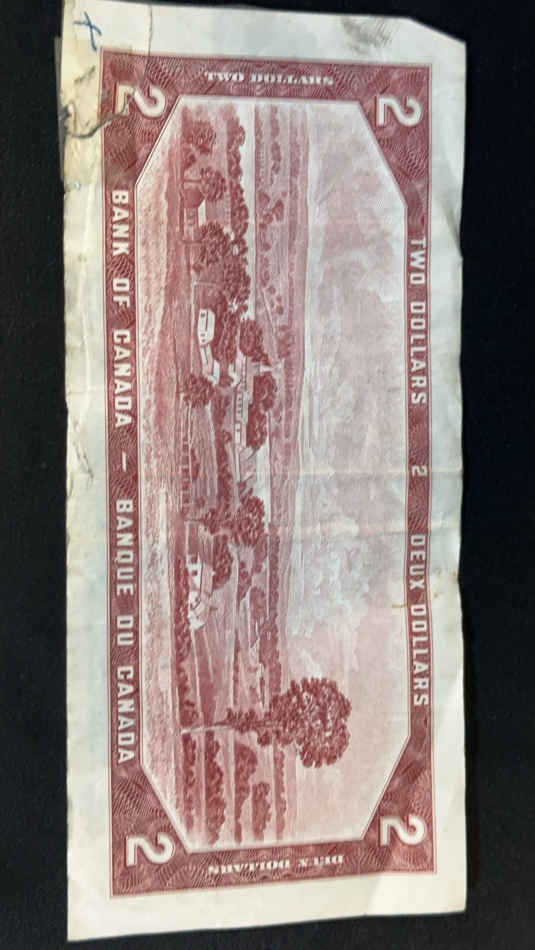 TWO DOLLARS 2 DEUX DOLLARS
2 2
TWO DOLLARS
DEUX DOLLARS
2 2
BANK OF CANADA — BANQUE DU CANADA